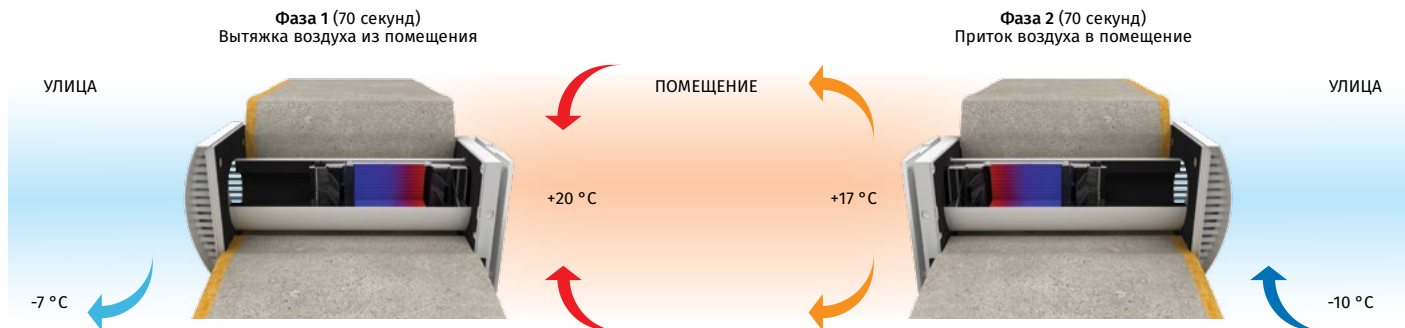 Фаза 1 (70 секунд)
Вытяжка воздуха из помещения
Фаза 2 (70 секунд)
Приток воздуха в помещение
УЛИЦА
ПОМЕЩЕНИЕ
УЛИЦА
+20 °C
+17 °C
-7 °C
-10 °C